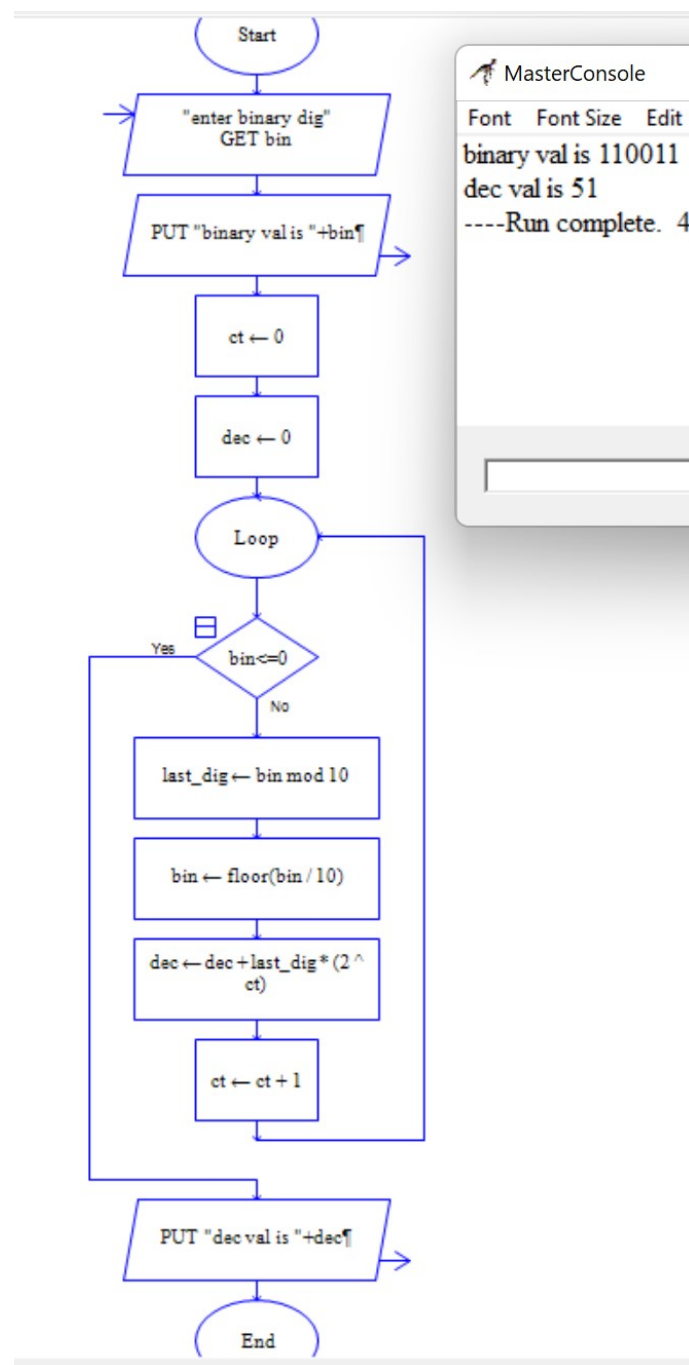 Start
"enter binary dig"
GET bin
PUT "binary val is "+bin¶
ct ← 0
dec ← 0
Loop
Yes
bin<=0
No
last_dig ← bin mod 10
bin ← floor(bin / 10)
dec ← dec+last_dig * (2 ^
ct)
ct ← ct + 1
PUT "dec val is "+dec¶
End
MasterConsole
Font Font Size Edit
binary val is 110011
dec val is 51
----Run complete. 4